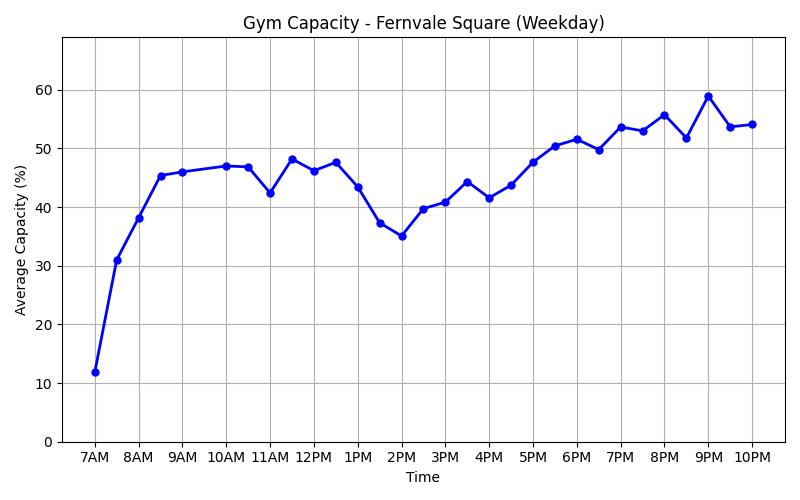 Gym Capacity - Fernvale Square (Weekday)
Average Capacity (%)
60
50
40
30
20
10
0
7AM 8AM 9AM 10AM 11AM 12PM 1PM 2PM 3PM 4PM 5PM 6PM 7PM 8PM 9PM 10PM
Time